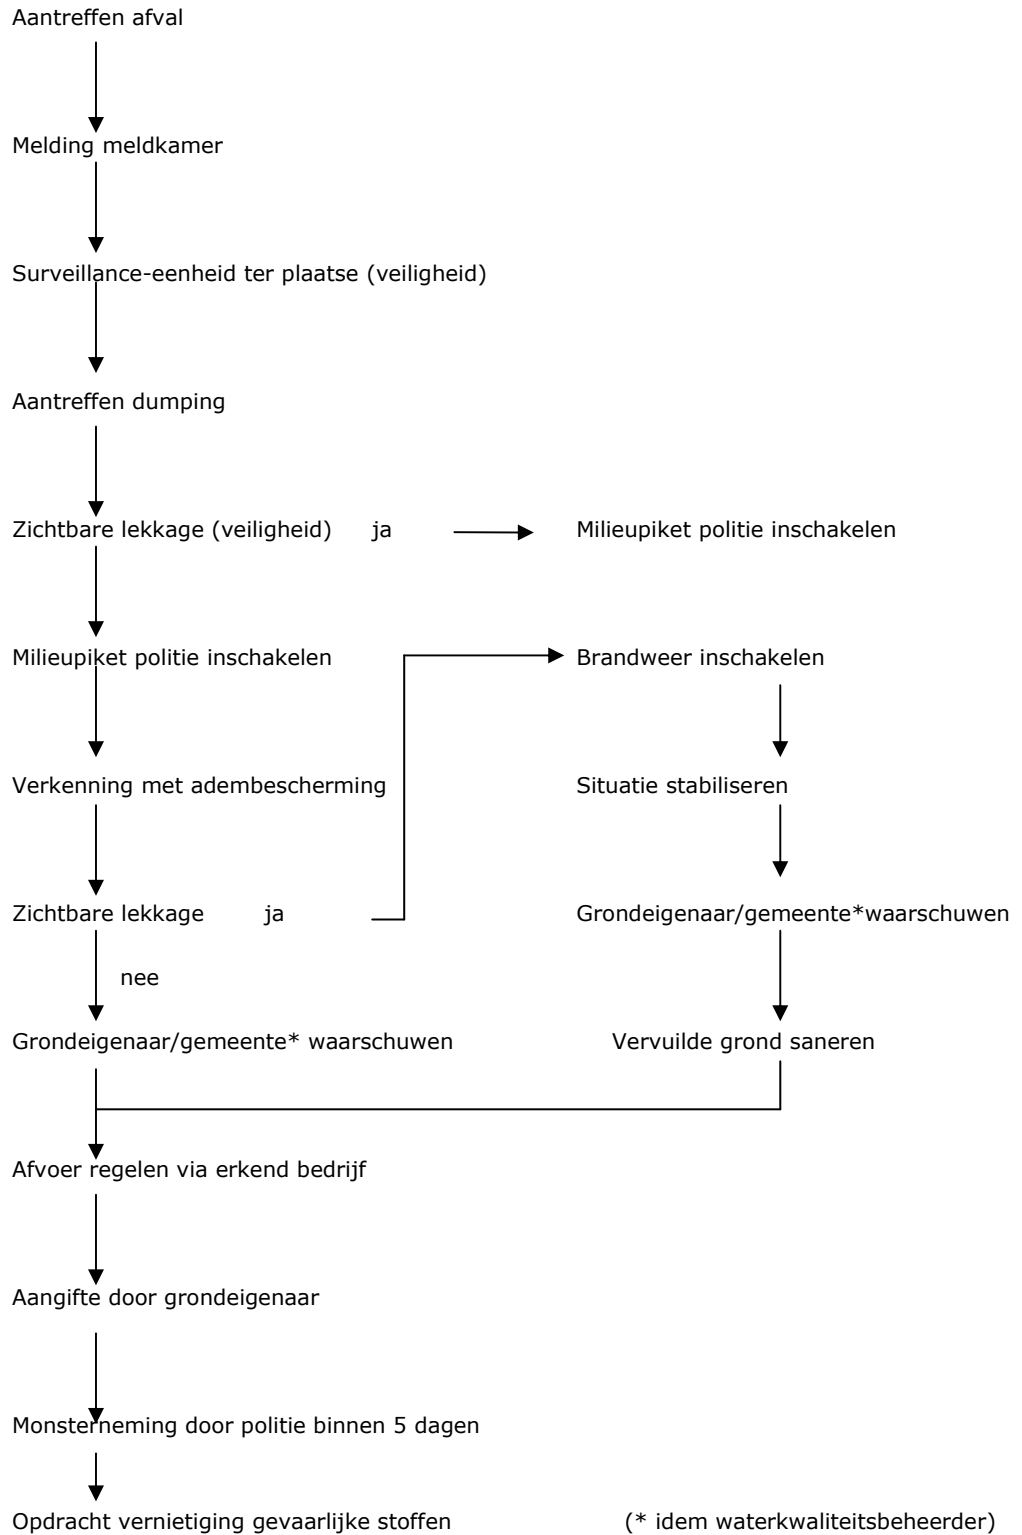 Aantreffen afval
Melding meldkamer
Surveillance-eenheid ter plaatse (veiligheid)
Aantreffen dumping
Zichtbare lekkage (veiligheid) ja Milieupiket politie inschakelen
Milieupiket politie inschakelen Brandweer inschakelen
Verkenning met adembescherming Situatie stabiliseren
Zichtbare lekkage ja Grondeigenaar/gemeente*waarschuwen
nee
Grondeigenaar/gemeente* waarschuwen Vervuilde grond saneren
Afvoer regelen via erkend bedrijf
Aangifte door grondeigenaar
Monsterneming door politie binnen 5 dagen
Opdracht vernietiging gevaarlijke stoffen (* idem waterkwaliteitsbeheerder)